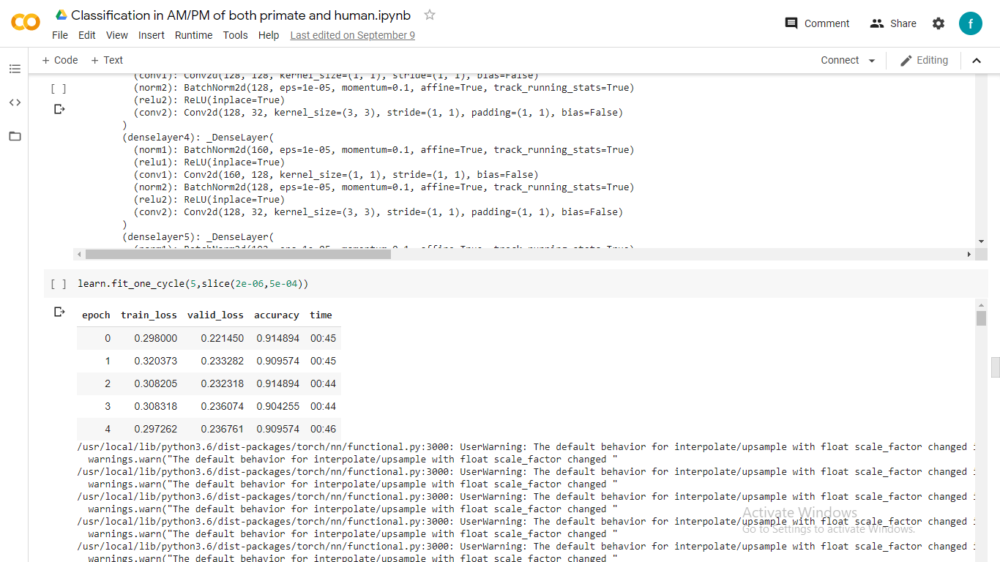 Classification in AM/PM of both primate and human.ipynb
File Edit View Insert Runtime Tools Help Last edited on September 9
Comment Share f
+ Code + Text
Connect Editing
(conv1): Conv2d(128, 128, kernel_size=(1, 1), stride=(1, 1), bias=False)
[ ] (norm2): BatchNorm2d(128, eps=1e-05, momentum=0.1, affine=True, track_running_stats=True)
(relu2): ReLU(inplace=True)
(conv2): Conv2d(128, 32, kernel_size=(3, 3), stride=(1, 1), padding=(1, 1), bias=False)
)
(denselayer4): _DenseLayer(
(norm1): BatchNorm2d(160, eps=1e-05, momentum=0.1, affine=True, track_running_stats=True)
(relu1): ReLU(inplace=True)
(conv1): Conv2d(160, 128, kernel_size=(1, 1), stride=(1, 1), bias=False)
(norm2): BatchNorm2d(128, eps=1e-05, momentum=0.1, affine=True, track_running_stats=True)
(relu2): ReLU(inplace=True)
(conv2): Conv2d(128, 32, kernel_size=(3, 3), stride=(1, 1), padding=(1, 1), bias=False)
)
(denselayer5): _DenseLayer(
[ ] learn.fit_one_cycle(5,slice(2e-06,5e-04))
epoch train_loss valid_loss accuracy time
0 0.298000 0.221450 0.914894 00:45
1 0.320373 0.233282 0.909574 00:45
2 0.308205 0.232318 0.914894 00:44
3 0.308318 0.236074 0.904255 00:44
4 0.297262 0.236761 0.909574 00:46
/usr/local/lib/python3.6/dist-packages/torch/nn/functional.py:3000: UserWarning: The default behavior for interpolate/upsample with float scale_factor changed
warnings.warn("The default behavior for interpolate/upsample with float scale_factor changed "
/usr/local/lib/python3.6/dist-packages/torch/nn/functional.py:3000: UserWarning: The default behavior for interpolate/upsample with float scale_factor changed
warnings.warn("The default behavior for interpolate/upsample with float scale_factor changed "
/usr/local/lib/python3.6/dist-packages/torch/nn/functional.py:3000: UserWarning: The default behavior for interpolate/upsample with float scale_factor changed
warnings.warn("The default behavior for interpolate/upsample with float scale_factor changed "
Activate Windows
/usr/local/lib/python3.6/dist-packages/torch/nn/functional.py:3000: UserWarning: The default behavior for interpolate/upsample with float scale_factor changed
Go to Settings to activate Windows.
warnings.warn("The default behavior for interpolate/upsample with float scale_factor changed "
/usr/local/lib/python3.6/dist-packages/torch/nn/functional.py:3000: UserWarning: The default behavior for interpolate/upsample with float scale_factor changed
warnings.warn("The default behavior for interpolate/upsample with float scale_factor changed "